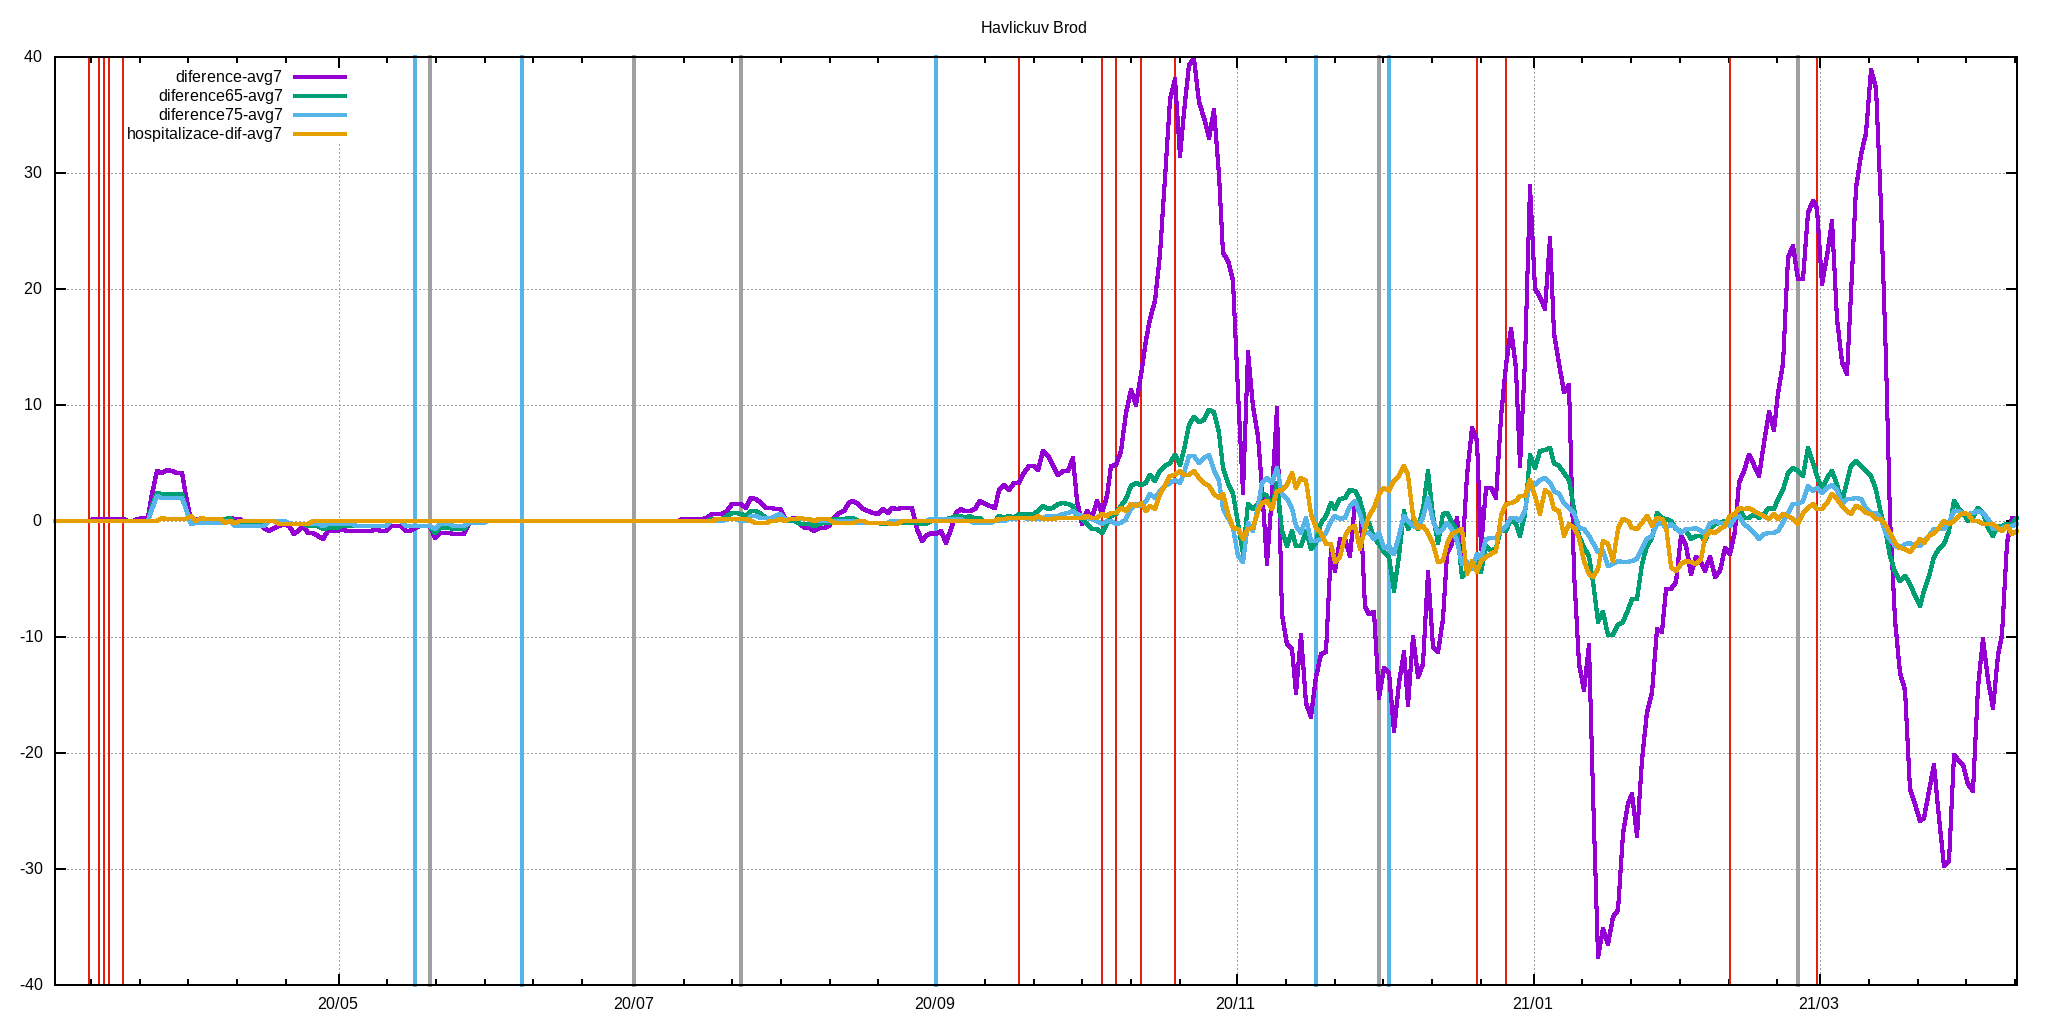 Havlickuv Brod
diference-avg7
diference65-avg7
diference75-avg7
hospitalizace-dif-avg7
40
30
20
10
0
-10
-20
-30
-40
20/05 20/07 20/09 20/11 21/01 21/03